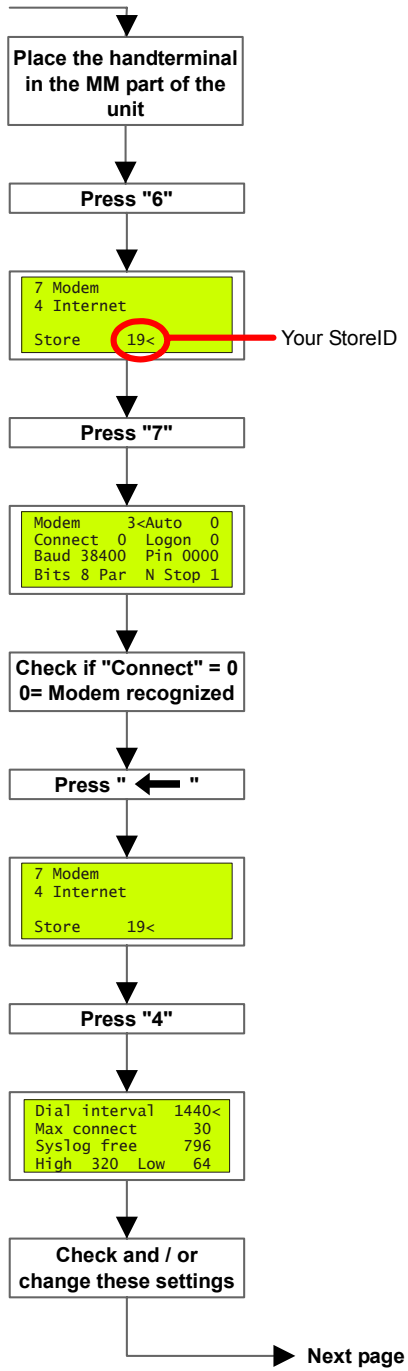 Place the handterminal
in the MM part of the
unit
Press "6"
7 Modem
4 Internet
Store 19<
Your StoreID
Press "7"
Modem 3<Auto 0
Connect 0 Logon 0
Baud 38400 Pin 0000
Bits 8 Par N Stop 1
Check if "Connect" = 0
0= Modem recognized
Press " "
7 Modem
4 Internet
Store 19<
Press "4"
Dial interval 1440<
Max connect 30
Syslog free 796
High 320 Low 64
Check and / or
change these settings
Next page